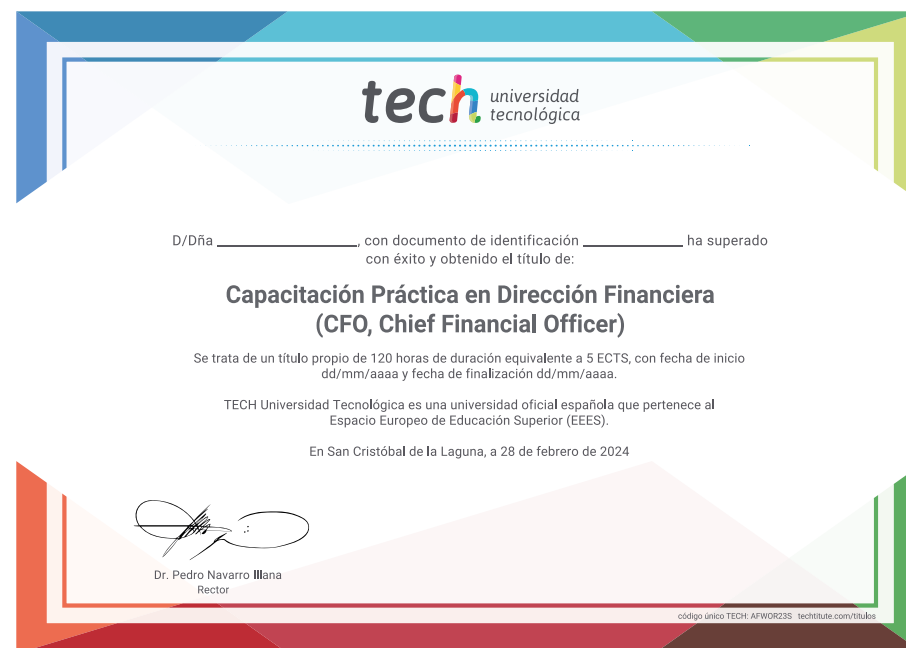 tech universidad
tecnológica
D/Dña ____________________, con documento de identificación ______________ ha superado
con éxito y obtenido el título de:
Capacitación Práctica en Dirección Financiera
(CFO, Chief Financial Officer)
Se trata de un título propio de 120 horas de duración equivalente a 5 ECTS, con fecha de inicio
dd/mm/aaaa y fecha de finalización dd/mm/aaaa.
TECH Universidad Tecnológica es una universidad oficial española que pertenece al
Espacio Europeo de Educación Superior (EEES).
En San Cristóbal de la Laguna, a 28 de febrero de 2024
Dr. Pedro Navarro Illana
Rector
código único TECH: AFWOR23S techtitute.com/titulos